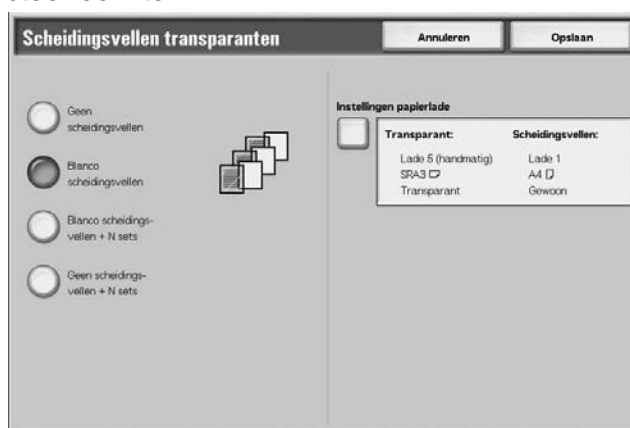 Scheidingsvellen transparanten
Annuleren
Opslaan
Geen
scheidingsvellen
Blanco
scheidingsvellen
Blanco scheidings-
vellen + N sets
Geen scheidings-
vellen + N sets
Instellingen papierlade
Transparant: Scheidingsvellen:
Lade 5 (handmatig) Lade 1
SRA3 A4
Transparant Gewoon